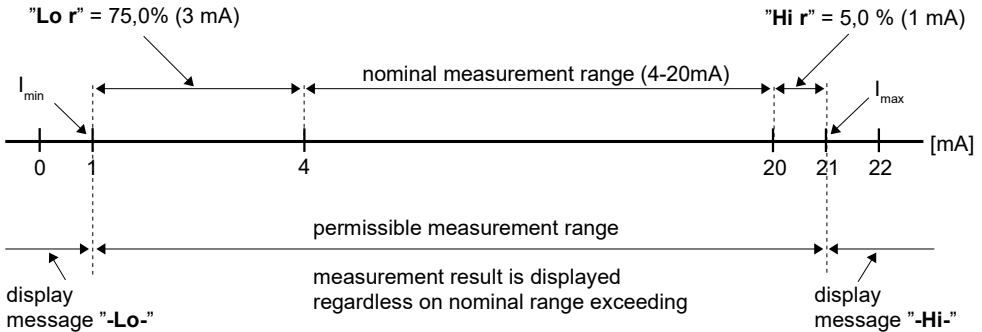 "Lo r" = 75,0% (3 mA)
"Hi r" = 5,0 % (1 mA)
nominal measurement range (4-20mA)
Imin
Imax
[mA]
0 1 4 20 21 22
permissible measurement range
measurement result is displayed
regardless on nominal range exceeding
display
message "-Lo-"
display
message "-Hi-"